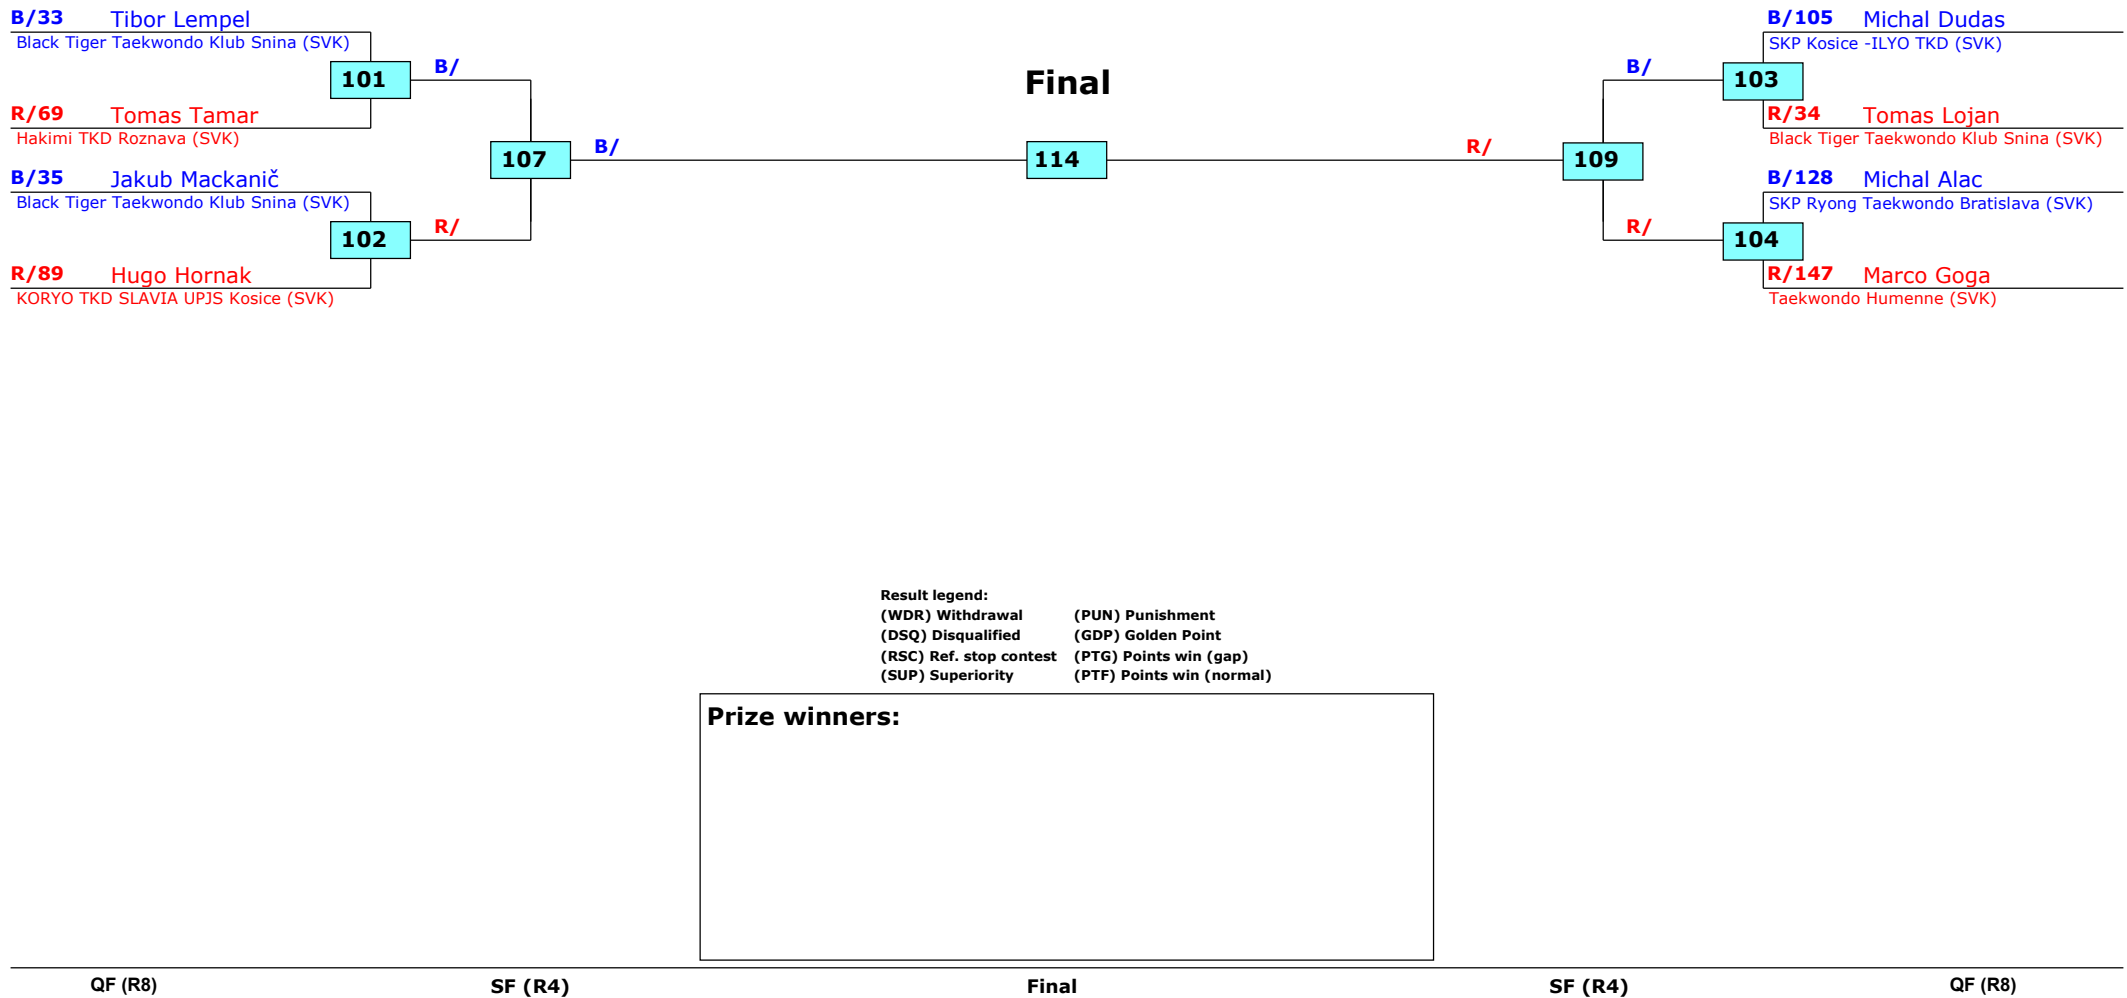 B/33 Tibor Lempel
Black Tiger Taekwondo Klub Snina (SVK)
101
B/
R/69 Tomas Tamar
Hakimi TKD Roznava (SVK)
107
B/
B/35 Jakub Mackanič
Black Tiger Taekwondo Klub Snina (SVK)
102
R/
R/89 Hugo Hornak
KORYO TKD SLAVIA UPJS Kosice (SVK)
Final
114
B/105 Michal Dudas
SKP Kosice -ILYO TKD (SVK)
B/
103
R/34 Tomas Lojan
Black Tiger Taekwondo Klub Snina (SVK)
R/
109
B/128 Michal Alac
SKP Ryong Taekwondo Bratislava (SVK)
R/
104
R/147 Marco Goga
Taekwondo Humenne (SVK)
Result legend:
(WDR) Withdrawal (PUN) Punishment
(DSQ) Disqualified (GDP) Golden Point
(RSC) Ref. stop contest (PTG) Points win (gap)
(SUP) Superiority (PTF) Points win (normal)
Prize winners:
QF (R8) SF (R4) Final SF (R4) QF (R8)